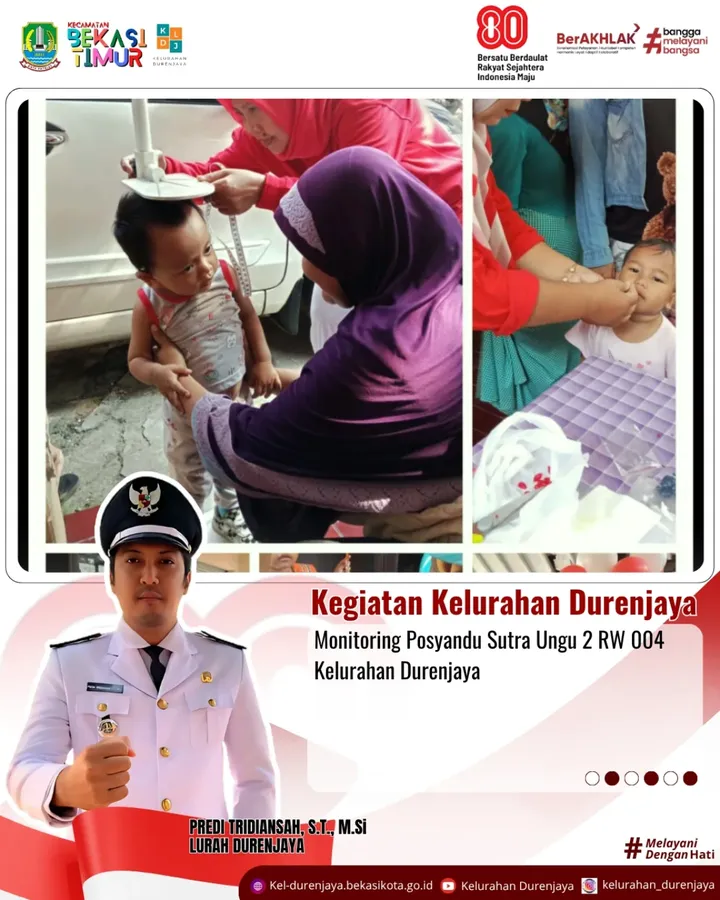 KECAMATAN
BEKASI
TIMUR
K L
D J
KELURAHAN
DURENJAYA
80
Bersatu Berdaulat
Rakyat Sejahtera
Indonesia Maju
BerAKHLAK
#bangga
melayani
bangsa
Kegiatan Kelurahan Durenjaya
Monitoring Posyandu Sutra Ungu 2 RW 004
Kelurahan Durenjaya
PREDI TRIDIANSAH, S.T., M.Si
LURAH DURENJAYA
#Melayani
DenganHati
Kel-durenjaya.bekasikota.go.id
Kelurahan Durenjaya
kelurahan_durenjaya